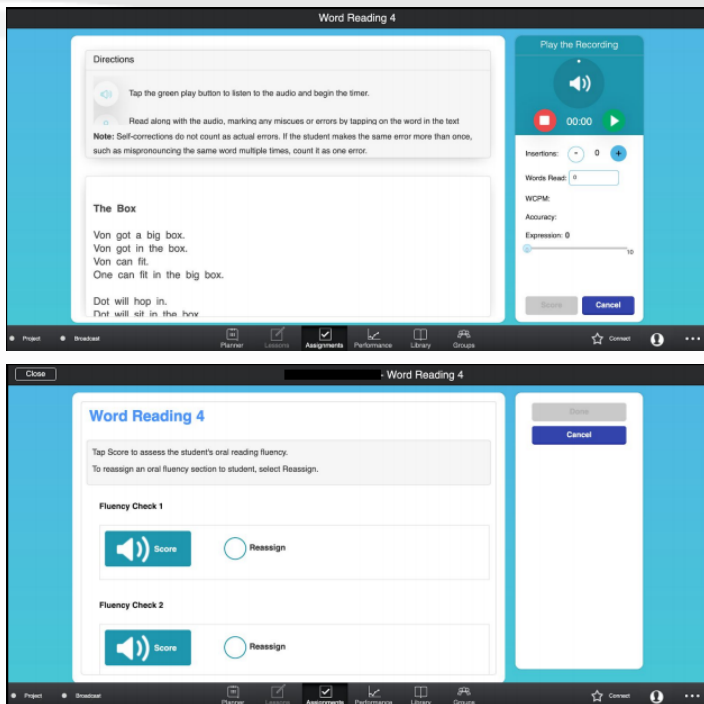 Word Reading 4
Directions
Tap the green play button to listen to the audio and begin the timer.
Read along with the audio, marking any miscues or errors by tapping on the word in the text
Note: Self-corrections do not count as actual errors. If the student makes the same error more than once,
such as mispronouncing the same word multiple times, count it as one error.
The Box
Von got a big box.
Von got in the box.
Von can fit.
One can fit in the big box.
Dot will hop in.
Dot will sit in the box
Play the Recording
00:00
Insertions: - 0 +
Words Read: 0
WCPM:
Accuracy:
Expression: 0
10
Score Cancel
Project Broadcast Planner Lessons Assignments Performance Library Groups Connect
Close
- Word Reading 4
Word Reading 4
Tap Score to assess the student's oral reading fluency.
To reassign an oral fluency section to student, select Reassign.
Fluency Check 1
Score Reassign
Fluency Check 2
Score Reassign
Done
Cancel
Project Broadcast Planner Lessons Assignments Performance Library Groups Connect